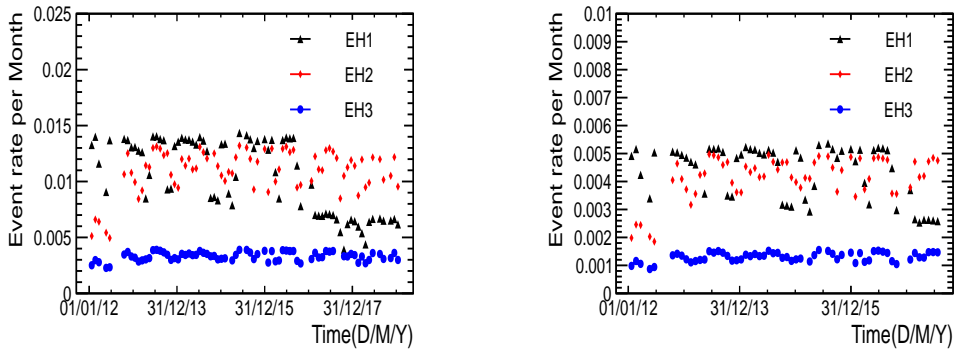 Event rate per Month
0.025
0.02
0.015
0.01
0.005
0
EH1
EH2
EH3
01/01/12
31/12/13
31/12/15
31/12/17
Time(D/M/Y)
Event rate per Month
0.01
0.009
0.008
0.007
0.006
0.005
0.004
0.003
0.002
0.001
0
EH1
EH2
EH3
01/01/12
31/12/13
31/12/15
Time(D/M/Y)